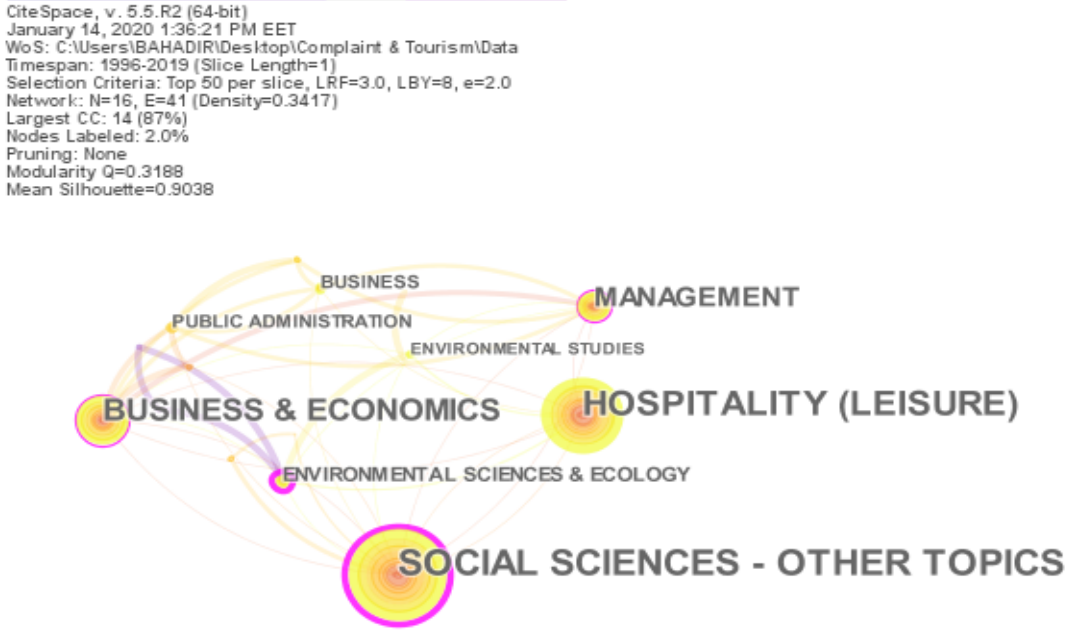 CiteSpace, v. 5.5.R2 (64-bit)
January 14, 2020 1:36:21 PM EET
WoS: C:\Users\BAHADIR\Desktop\Complaint & Tourism\Data
Timespan: 1996-2019 (Slice Length=1)
Selection Criteria: Top 50 per slice, LRF=3.0, LBY=8, e=2.0
Network: N=16, E=41 (Density=0.3417)
Largest CC: 14 (87%)
Nodes Labeled: 2.0%
Pruning: None
Modularity Q=0.3188
Mean Silhouette=0.9038
BUSINESS
MANAGEMENT
PUBLIC ADMINISTRATION
ENVIRONMENTAL STUDIES
BUSINESS & ECONOMICS
HOSPITALITY (LEISURE)
ENVIRONMENTAL SCIENCES & ECOLOGY
SOCIAL SCIENCES - OTHER TOPICS